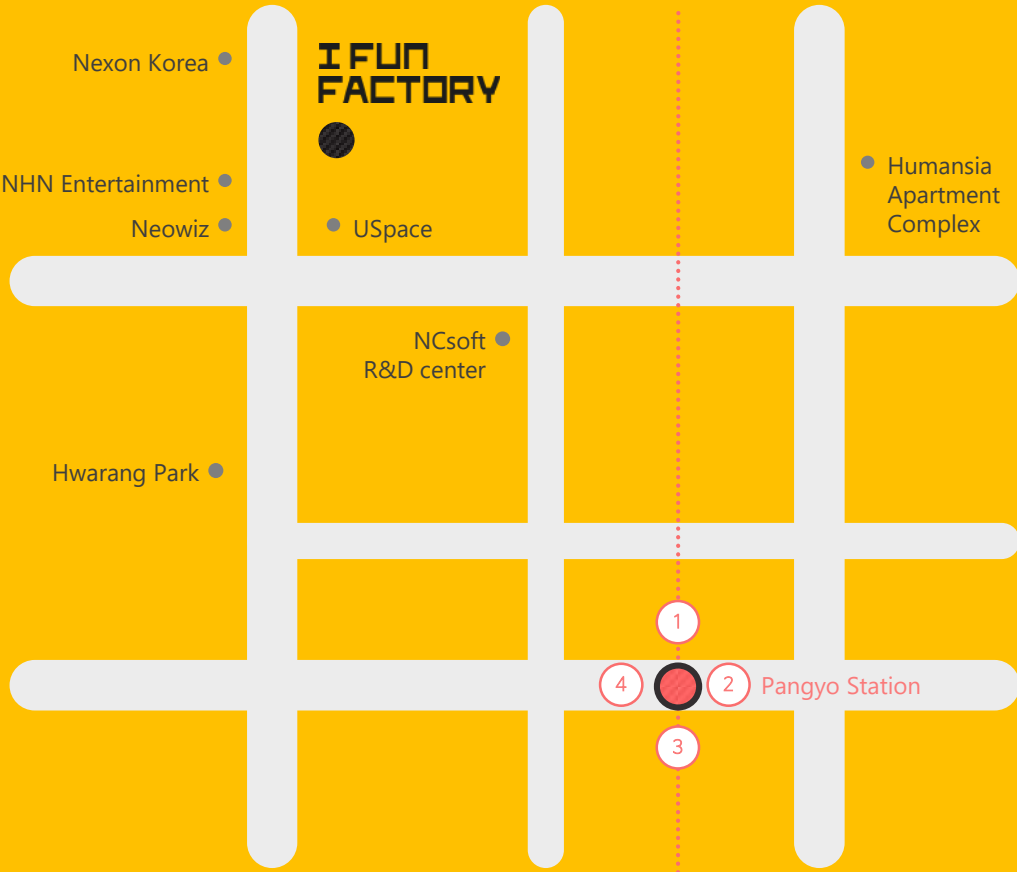 Nexon Korea
I FUN
FACTORY
NHN Entertainment
Neowiz
USpace
Humansia
Apartment
Complex
NCsoft
R&D center
Hwarang Park
1
4
2
Pangyo Station
3